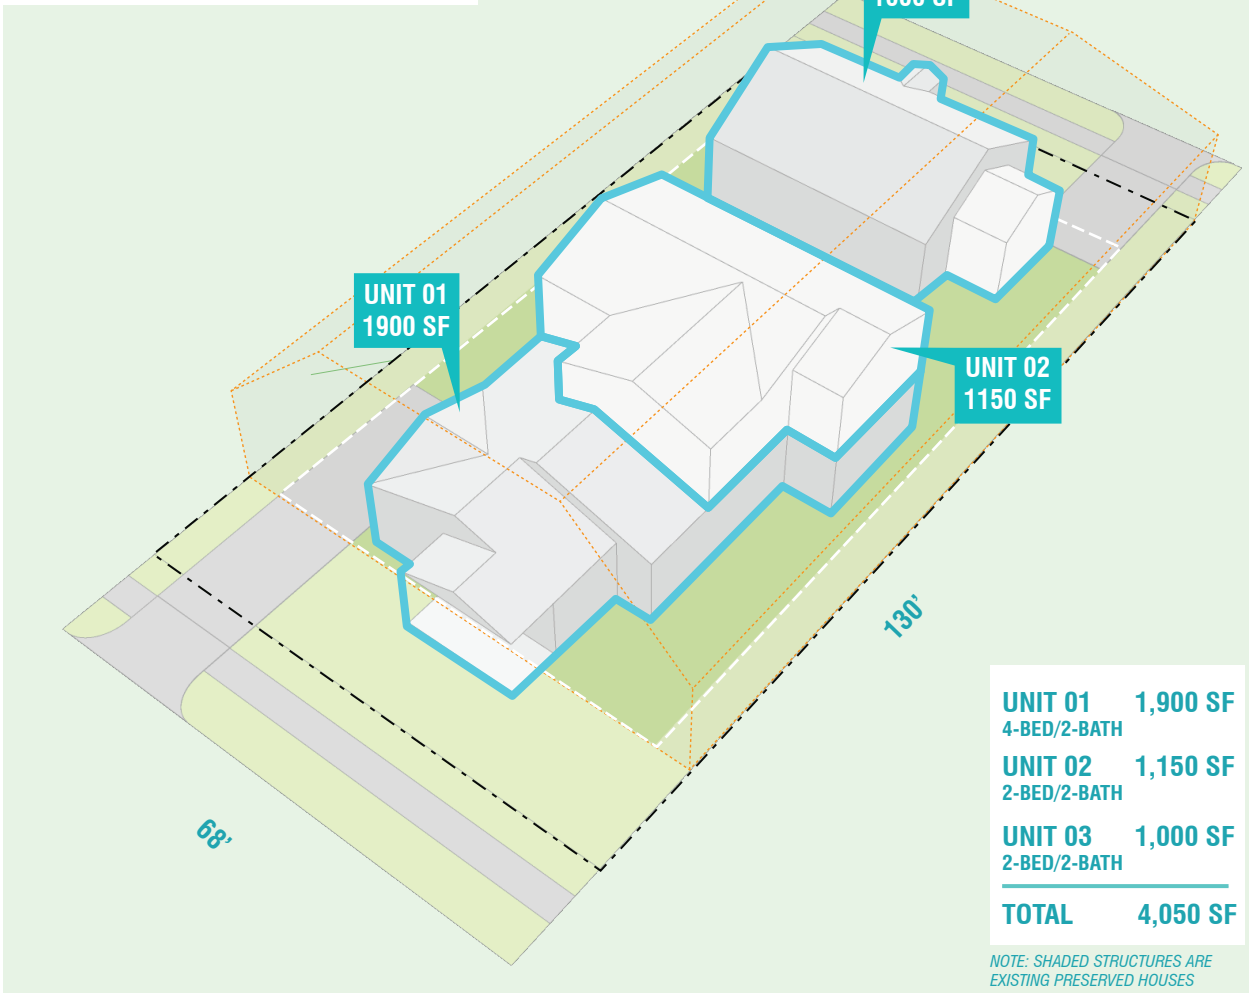 1000 SF
UNIT 01
1900 SF
UNIT 02
1150 SF
130’
68’
UNIT 01 1,900 SF
4-BED/2-BATH
UNIT 02 1,150 SF
2-BED/2-BATH
UNIT 03 1,000 SF
2-BED/2-BATH
TOTAL 4,050 SF
NOTE: SHADED STRUCTURES ARE
EXISTING PRESERVED HOUSES